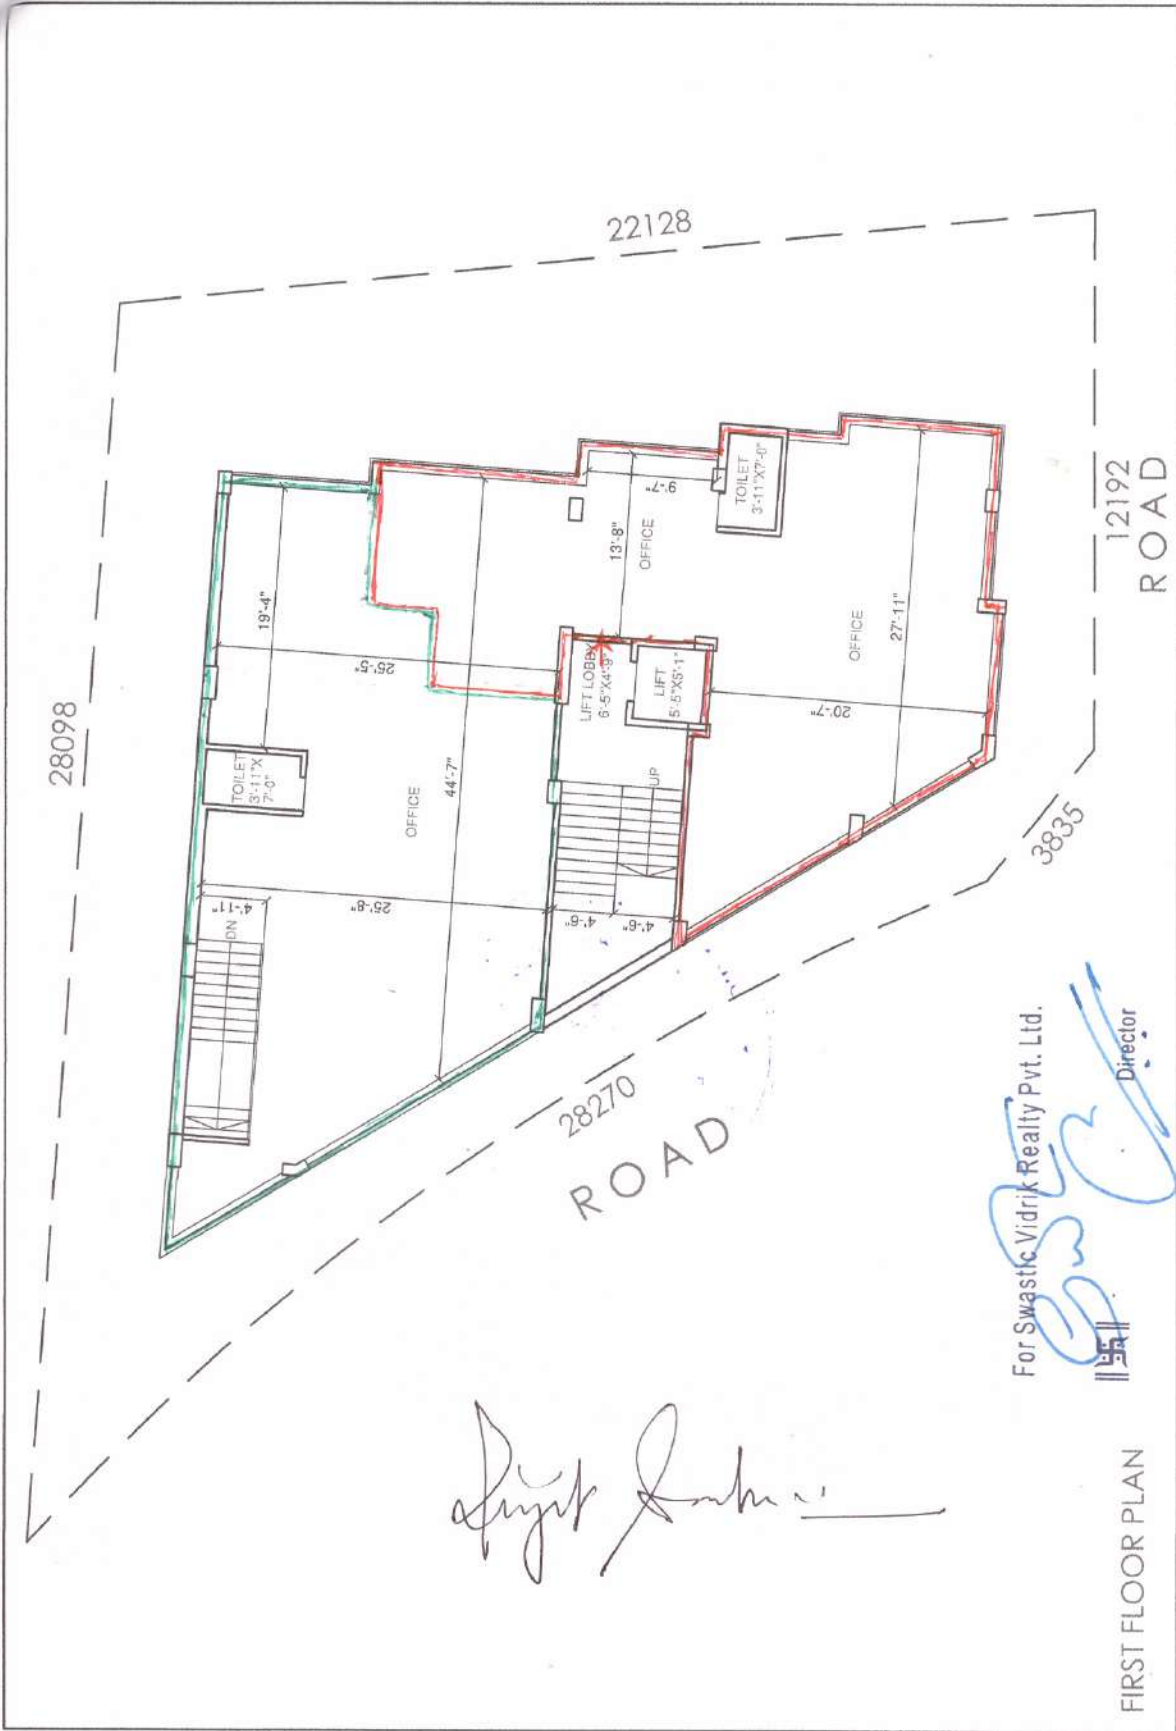 28098
22128
12192
ROAD
3835
28270
ROAD
19'-4"
25'-5"
TOILET
3'-11"X
7'-0"
OFFICE
44'-7"
4'-11"
DN
25'-8"
4'-6"
4'-6"
UP
LIFT LOBBY
6'-5"X4'-9"
LIFT
5'-5"X5'-1"
13'-8"
OFFICE
9'-7"
TOILET
3'-11"X7'-0"
OFFICE
27'-11"
20'-7"
For Swastic Vidrik Realty Pvt. Ltd.
Director
FIRST FLOOR PLAN